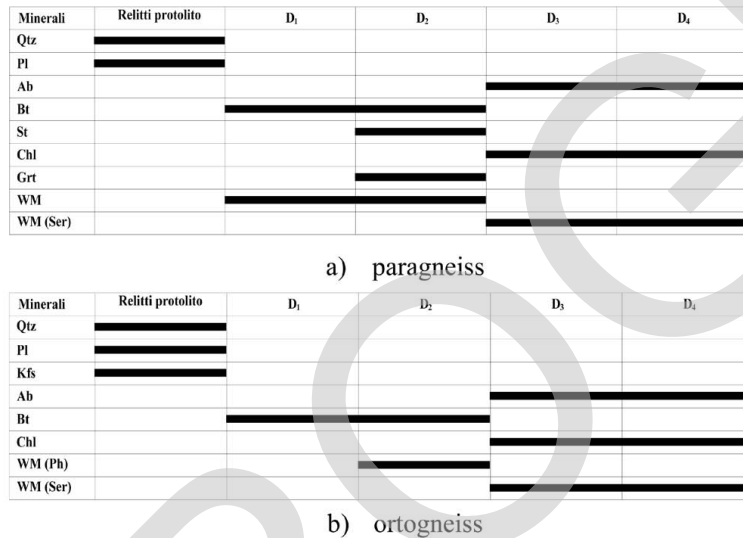 Minerali Relitti protolito D₁ D₂ D₃ D₄
Qtz
Pl
Ab
Bt
St
Chl
Grt
WM
WM (Ser)
a) paragneiss
Minerali Relitti protolito D₁ D₂ D₃ D₄
Qtz
Pl
Kfs
Ab
Bt
Chl
WM (Ph)
WM (Ser)
b) ortogneiss